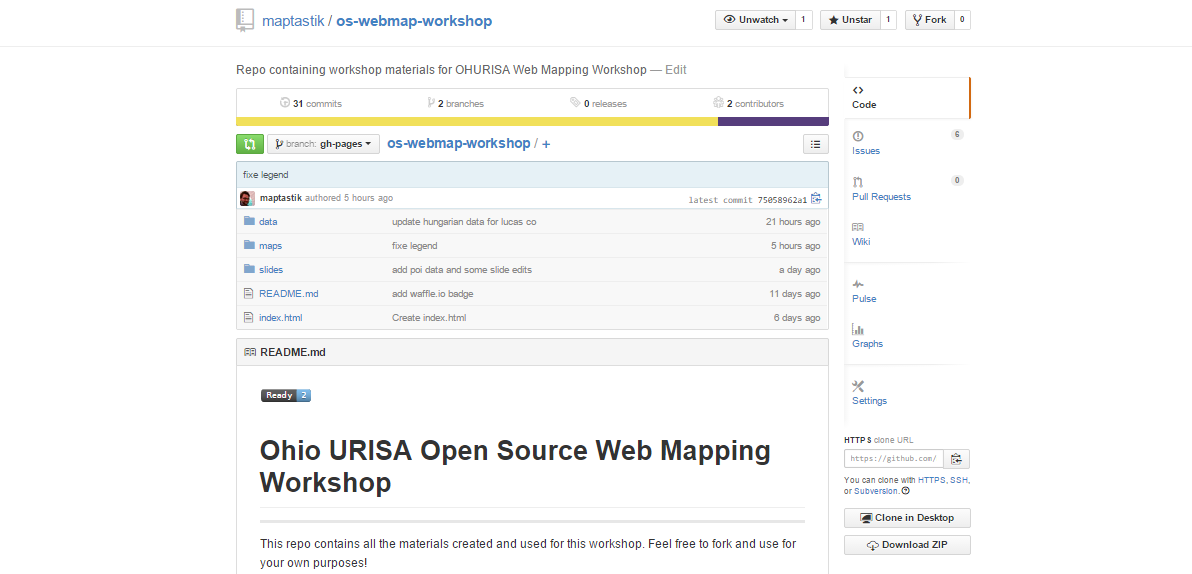 maptastik / os-webmap-workshop
Unwatch 1 Unstar 1 Fork 0
Repo containing workshop materials for OHURISA Web Mapping Workshop — Edit
31 commits 2 branches 0 releases 2 contributors
branch: gh-pages os-webmap-workshop / +
fixe legend
maptastik authored 5 hours ago latest commit 75058962a1
data update hungarian data for lucas co 21 hours ago
maps fixe legend 5 hours ago
slides add poi data and some slide edits a day ago
README.md add waffle.io badge 11 days ago
index.html Create index.html 6 days ago
README.md
Ready 2
Ohio URISA Open Source Web Mapping
Workshop
This repo contains all the materials created and used for this workshop. Feel free to fork and use for
your own purposes!
Code
Issues 6
Pull Requests 0
Wiki
Pulse
Graphs
Settings
HTTPS clone URL
https://github.com/
You can clone with HTTPS, SSH,
or Subversion.
Clone in Desktop
Download ZIP